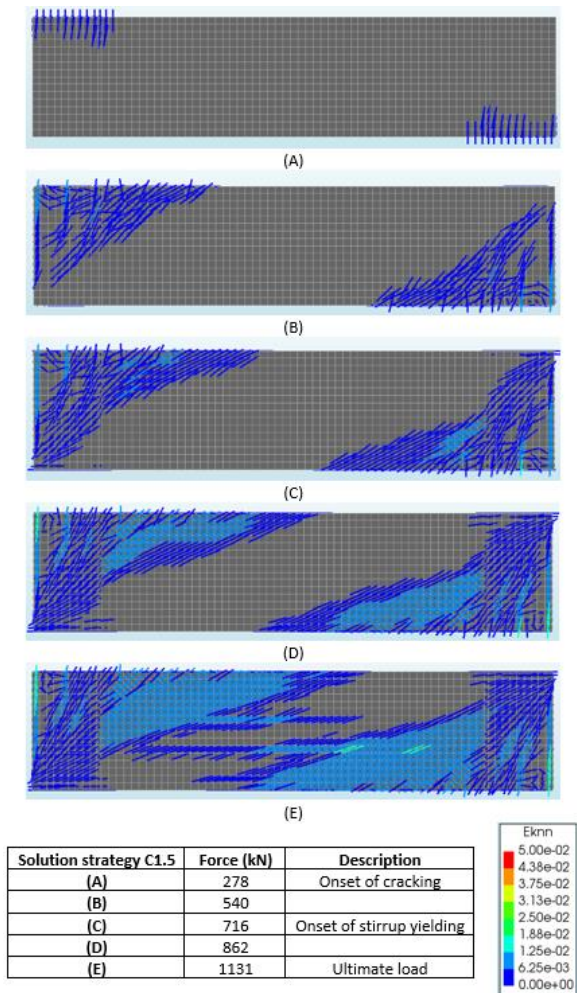 (A)
(B)
(C)
(D)
(E)
Solution strategy C1.5 Force (kN) Description
(A) 278 Onset of cracking
(B) 540
(C) 716 Onset of stirrup yielding
(D) 862
(E) 1131 Ultimate load
Eknn
5.00e-02
4.38e-02
3.75e-02
3.13e-02
2.50e-02
1.88e-02
1.25e-02
6.25e-03
0.00e+00